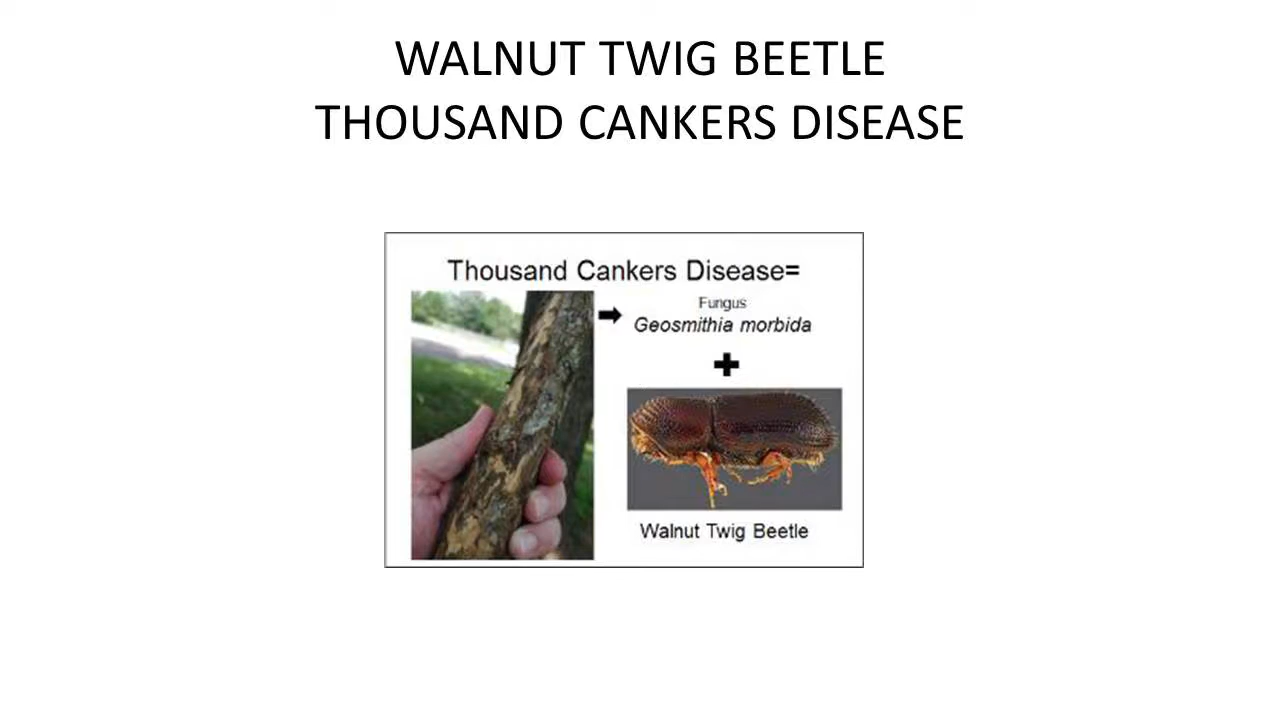 WALNUT TWIG BEETLE
THOUSAND CANKERS DISEASE
Thousand Cankers Disease=
Fungus
Geosmithia morbida
Walnut Twig Beetle